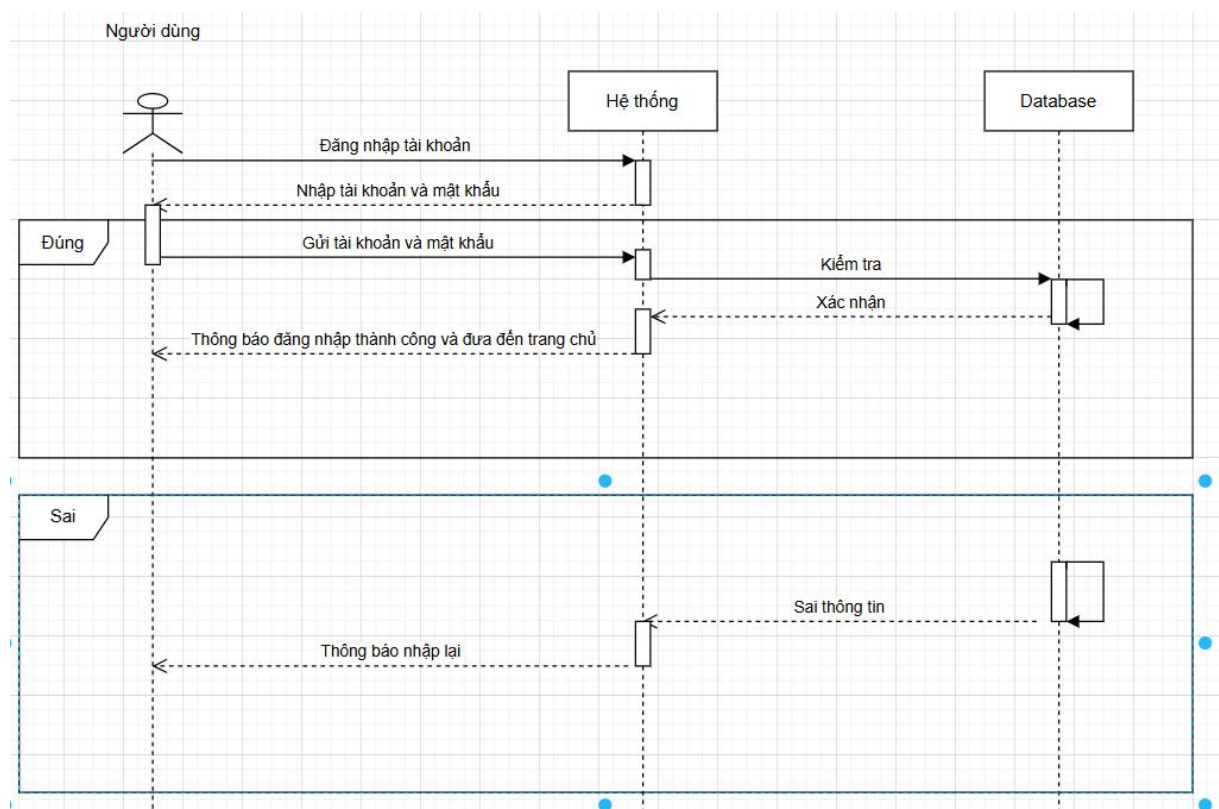 Người dùng
Hệ thống
Database
Đăng nhập tài khoản
Nhập tài khoản và mật khẩu
Đúng
Gửi tài khoản và mật khẩu
Kiểm tra
Xác nhận
Thông báo đăng nhập thành công và đưa đến trang chủ
Sai
Sai thông tin
Thông báo nhập lại